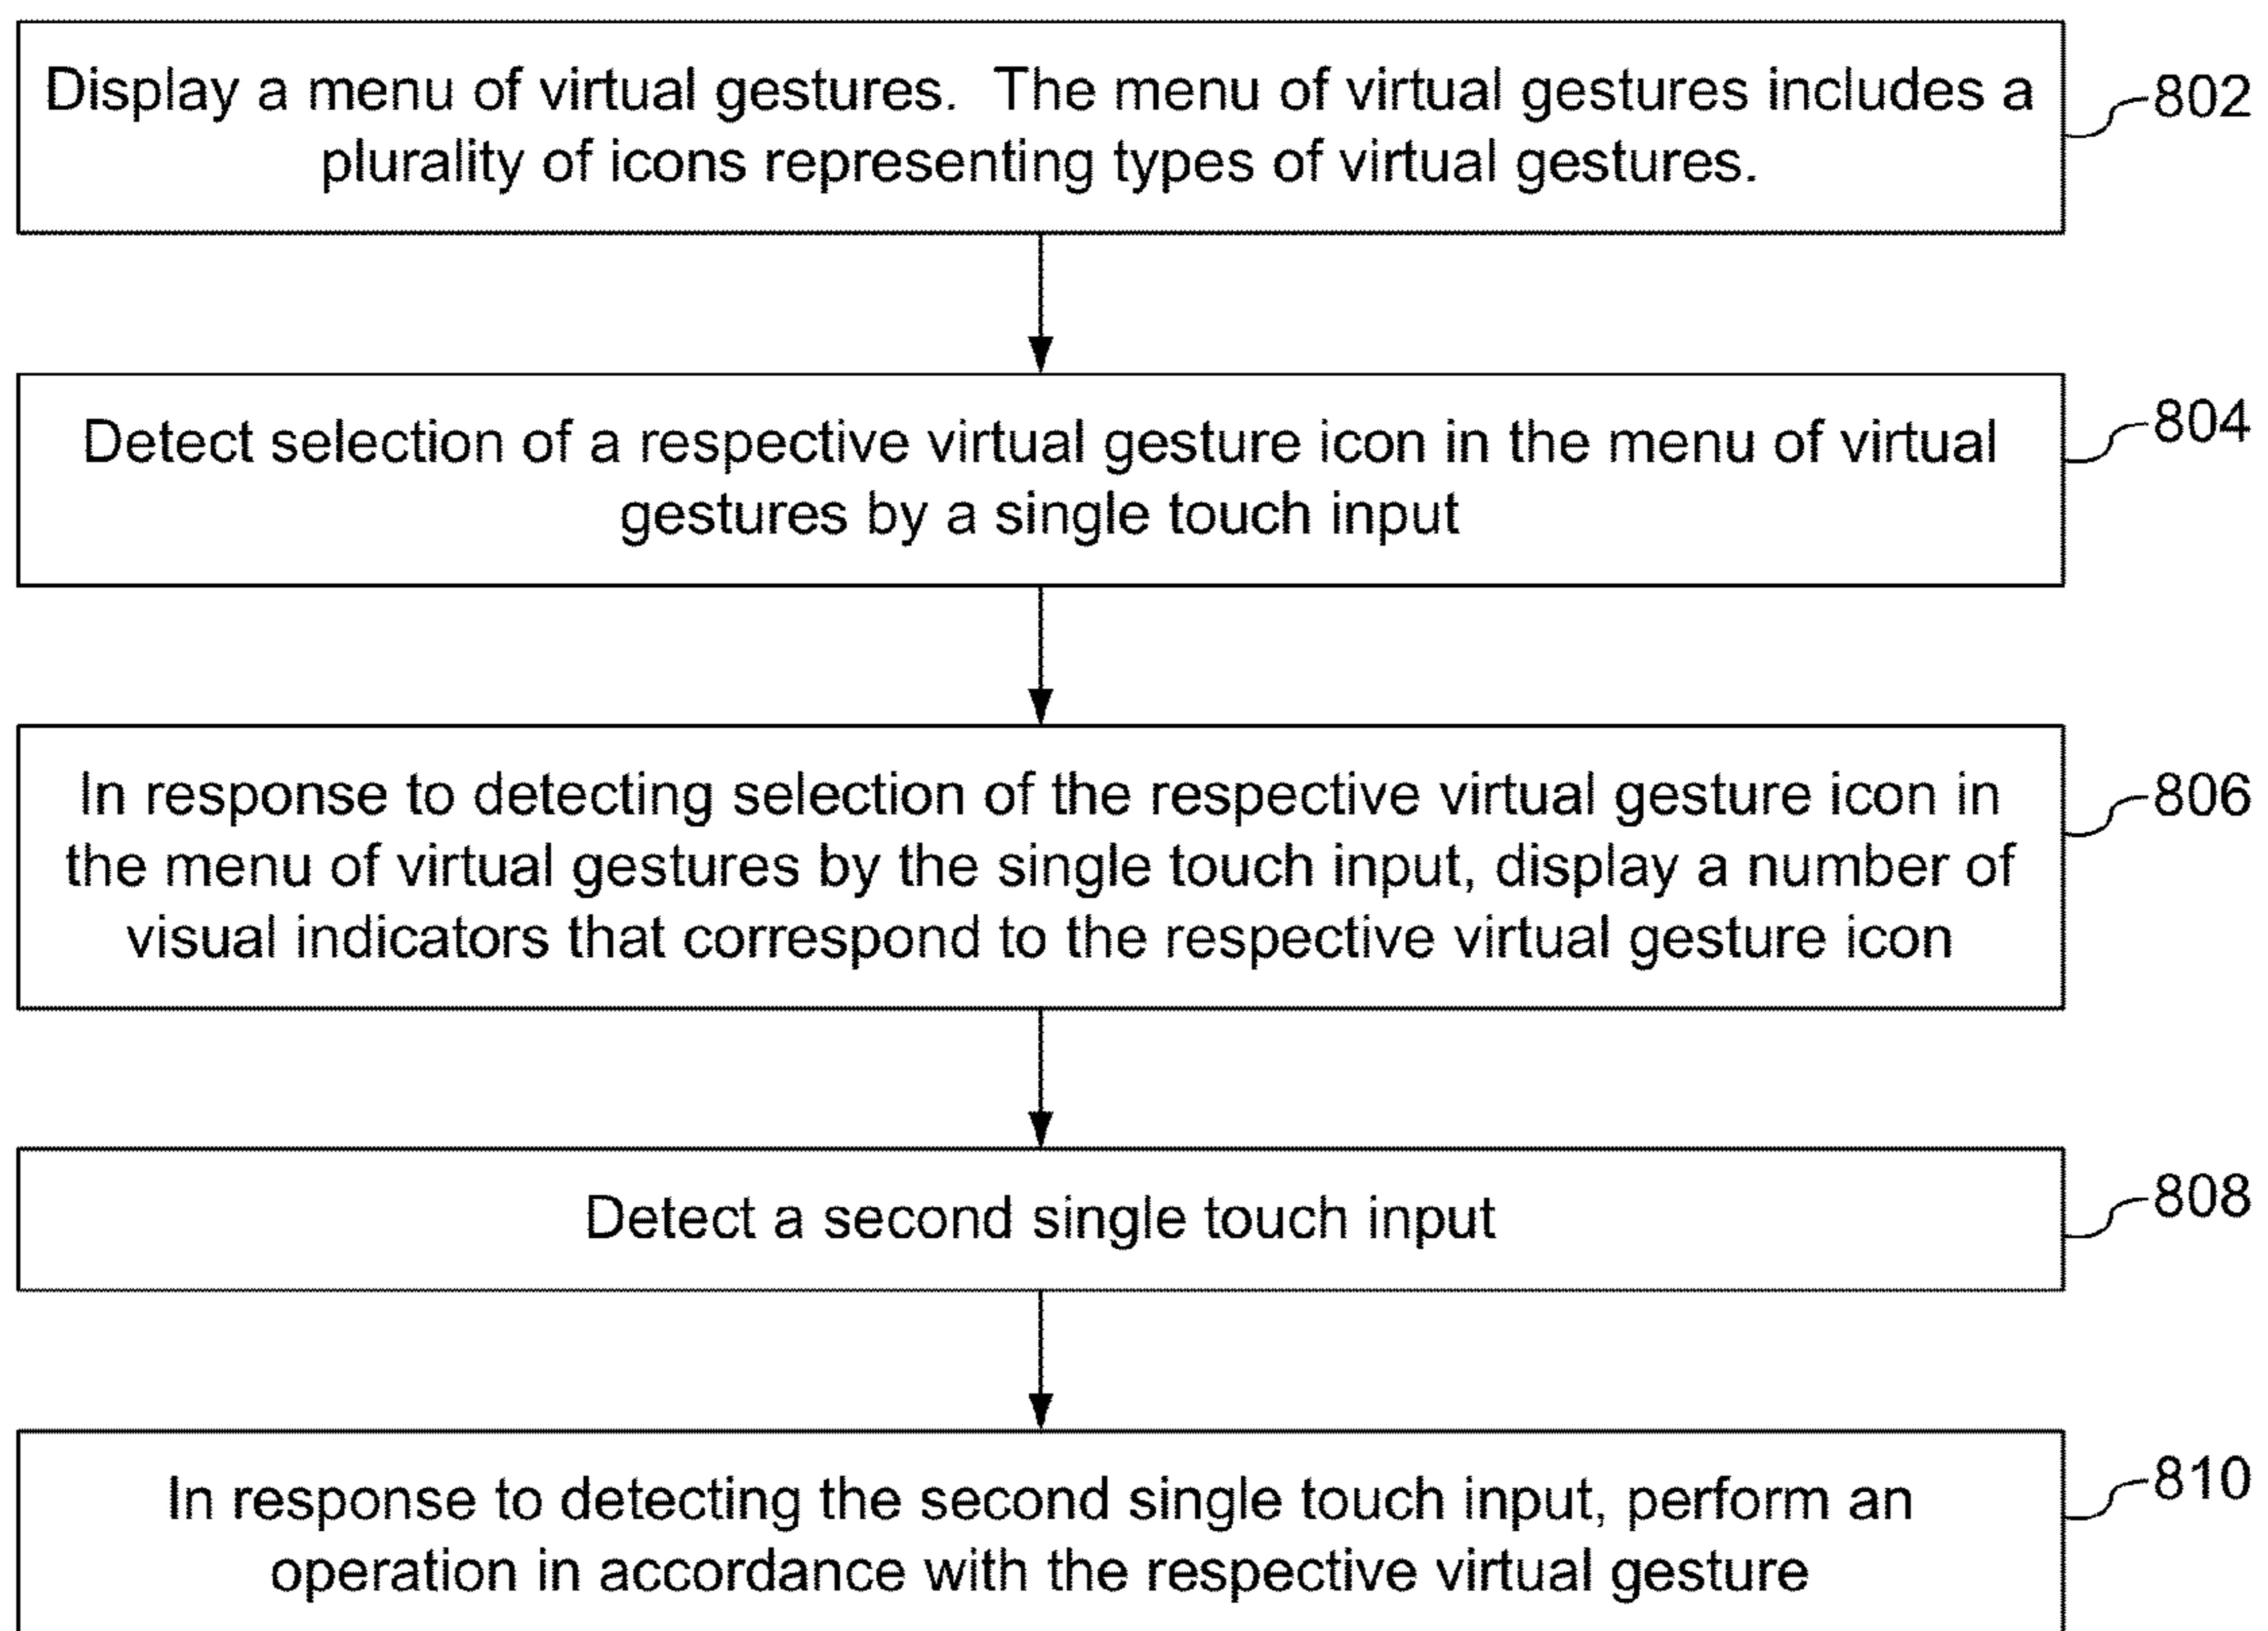 Display a menu of virtual gestures. The menu of virtual gestures includes a
plurality of icons representing types of virtual gestures.
802
Detect selection of a respective virtual gesture icon in the menu of virtual
gestures by a single touch input
804
In response to detecting selection of the respective virtual gesture icon in
the menu of virtual gestures by the single touch input, display a number of
visual indicators that correspond to the respective virtual gesture icon
806
Detect a second single touch input
808
In response to detecting the second single touch input, perform an
operation in accordance with the respective virtual gesture
810